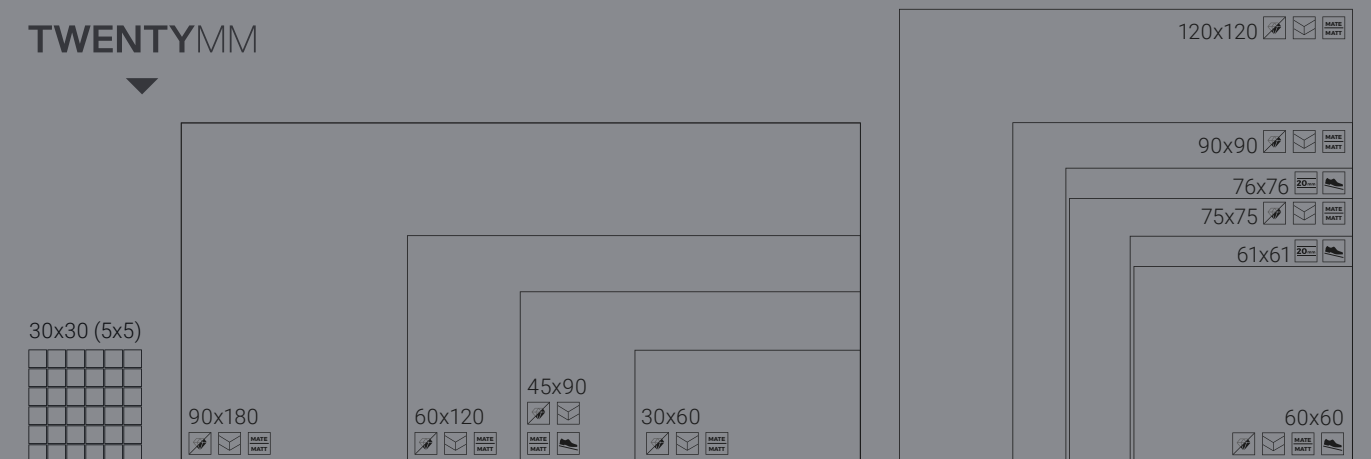 TWENTYMM
30x30 (5x5)
90x180
MATE
MATT
60x120
MATE
MATT
45x90
MATE
MATT
30x60
MATE
MATT
120x120
MATE
MATT
90x90
MATE
MATT
76x76
20mm
75x75
MATE
MATT
61x61
20mm
60x60
MATE
MATT